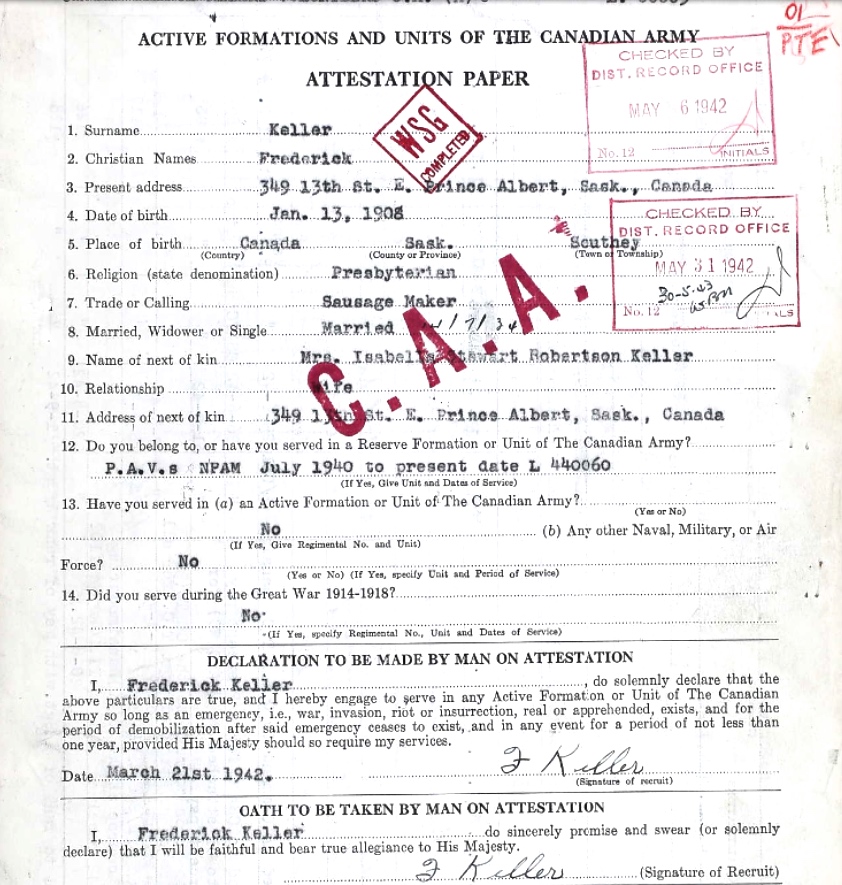 01
PTE
ACTIVE FORMATIONS AND UNITS OF THE CANADIAN ARMY
ATTESTATION PAPER
CHECKED BY
DIST. RECORD OFFICE
MAY 6 1942
No. 12 INITIALS
WSG
COMPLETED
1. Surname Keller
2. Christian Names Frederick
3. Present address 349 13th St. E. Prince Albert, Sask., Canada
4. Date of birth Jan. 13, 1908
5. Place of birth Canada Sask. Southey
(Country) (County or Province) (Town or Township)
CHECKED BY
DIST. RECORD OFFICE
MAY 31 1942
30-5-43
No. 12 IALS
6. Religion (state denomination) Presbyterian
7. Trade or Calling Sausage Maker
8. Married, Widower or Single Married
C.A.A.
9. Name of next of kin Mrs. Isabella Stewart Robertson Keller
10. Relationship Wife
11. Address of next of kin 349 13th St. E. Prince Albert, Sask., Canada
12. Do you belong to, or have you served in a Reserve Formation or Unit of The Canadian Army?
P.A.V.s NPAM July 1940 to present date L 440060
(If Yes, Give Unit and Dates of Service)
13. Have you served in (a) an Active Formation or Unit of The Canadian Army?
(Yes or No)
No (b) Any other Naval, Military, or Air
(If Yes, Give Regimental No. and Unit)
Force? No
(Yes or No) (If Yes, specify Unit and Period of Service)
14. Did you serve during the Great War 1914-1918?
No
(If Yes, specify Regimental No., Unit and Dates of Service)
DECLARATION TO BE MADE BY MAN ON ATTESTATION
I, Frederick Keller, do solemnly declare that the
above particulars are true, and I hereby engage to serve in any Active Formation or Unit of The Canadian
Army so long as an emergency, i.e., war, invasion, riot or insurrection, real or apprehended, exists, and for the
period of demobilization after said emergency ceases to exist, and in any event for a period of not less than
one year, provided His Majesty should so require my services.
Date March 21st 1942. F Keller
(Signature of recruit)
OATH TO BE TAKEN BY MAN ON ATTESTATION
I, Frederick Keller do sincerely promise and swear (or solemnly
declare) that I will be faithful and bear true allegiance to His Majesty.
F Keller (Signature of Recruit)